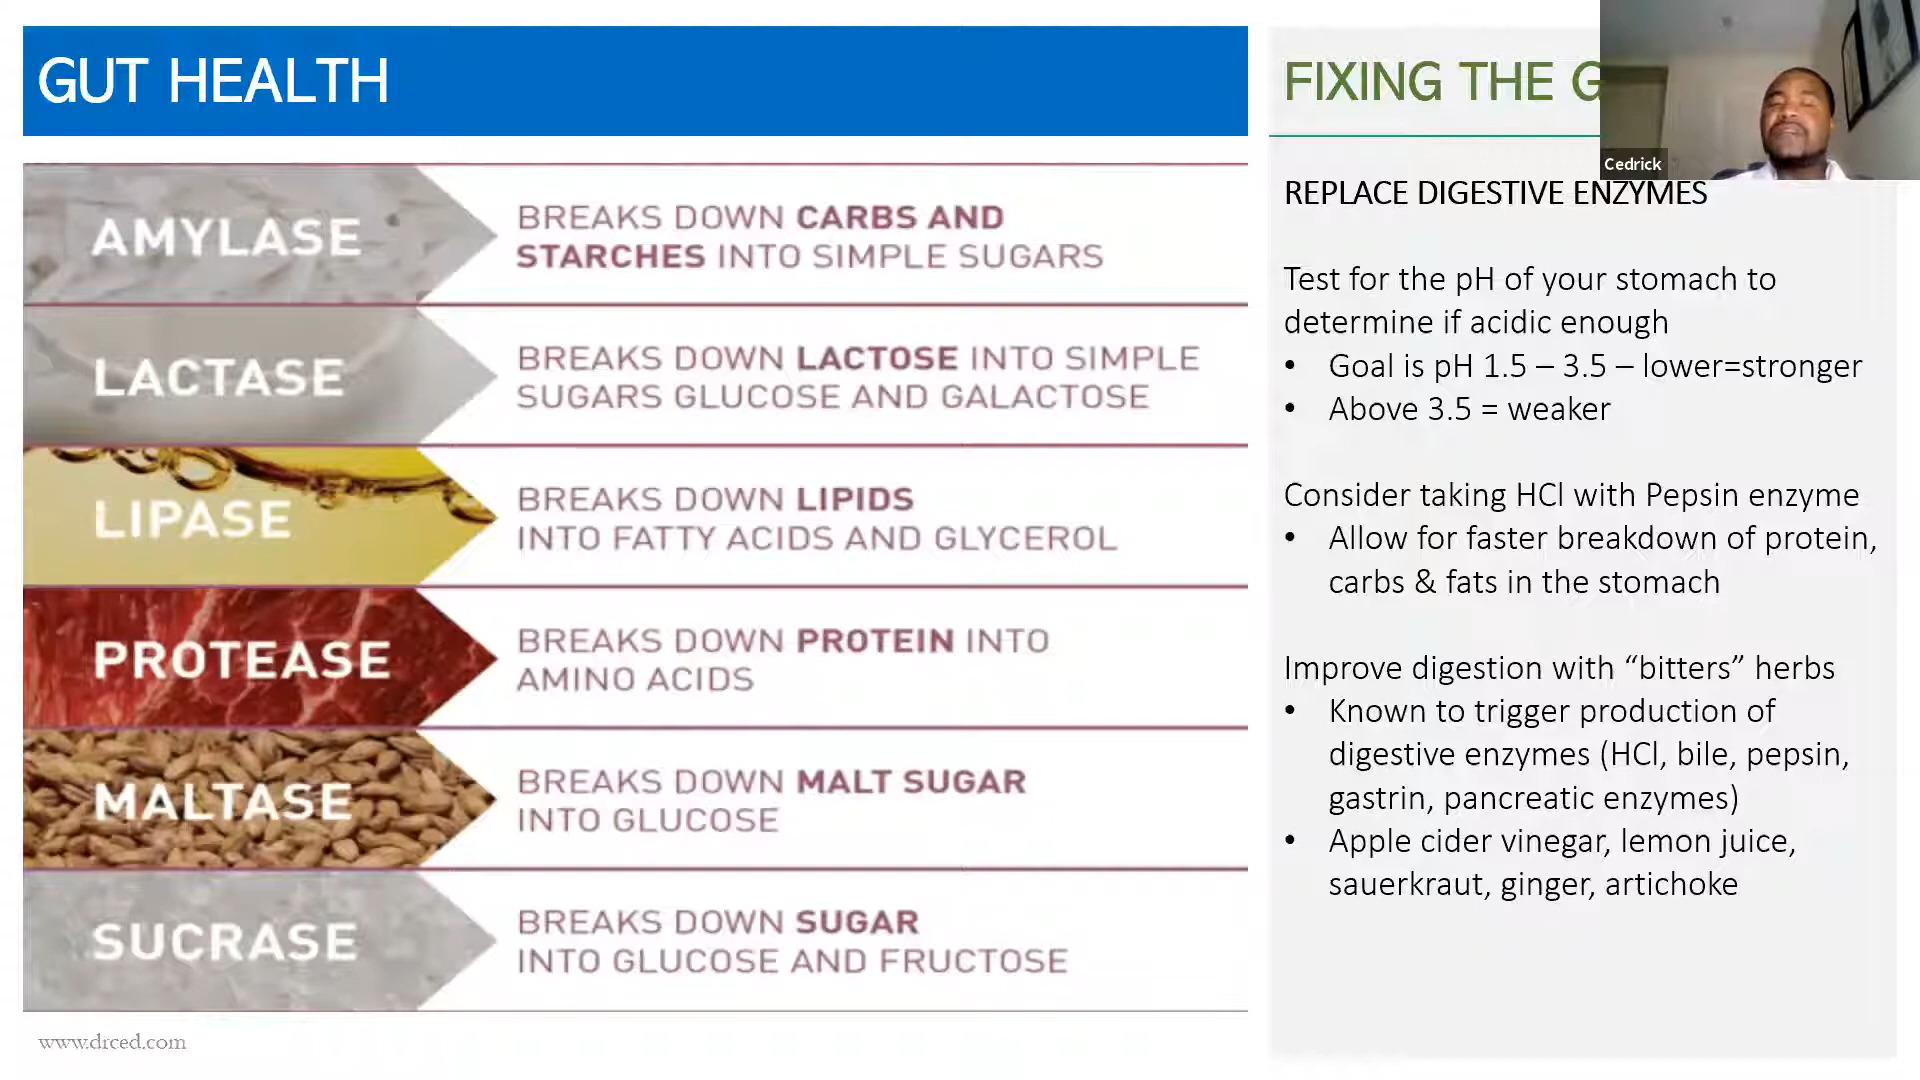 GUT HEALTH
AMYLASE
BREAKS DOWN CARBS AND
STARCHES INTO SIMPLE SUGARS
LACTASE
BREAKS DOWN LACTOSE INTO SIMPLE
SUGARS GLUCOSE AND GALACTOSE
LIPASE
BREAKS DOWN LIPIDS
INTO FATTY ACIDS AND GLYCEROL
PROTEASE
BREAKS DOWN PROTEIN INTO
AMINO ACIDS
MALTASE
BREAKS DOWN MALT SUGAR
INTO GLUCOSE
SUCRASE
BREAKS DOWN SUGAR
INTO GLUCOSE AND FRUCTOSE
www.drced.com
FIXING THE G
Cedrick
REPLACE DIGESTIVE ENZYMES
Test for the pH of your stomach to
determine if acidic enough
• Goal is pH 1.5 – 3.5 – lower=stronger
• Above 3.5 = weaker
Consider taking HCl with Pepsin enzyme
• Allow for faster breakdown of protein,
carbs & fats in the stomach
Improve digestion with “bitters” herbs
• Known to trigger production of
digestive enzymes (HCl, bile, pepsin,
gastrin, pancreatic enzymes)
• Apple cider vinegar, lemon juice,
sauerkraut, ginger, artichoke